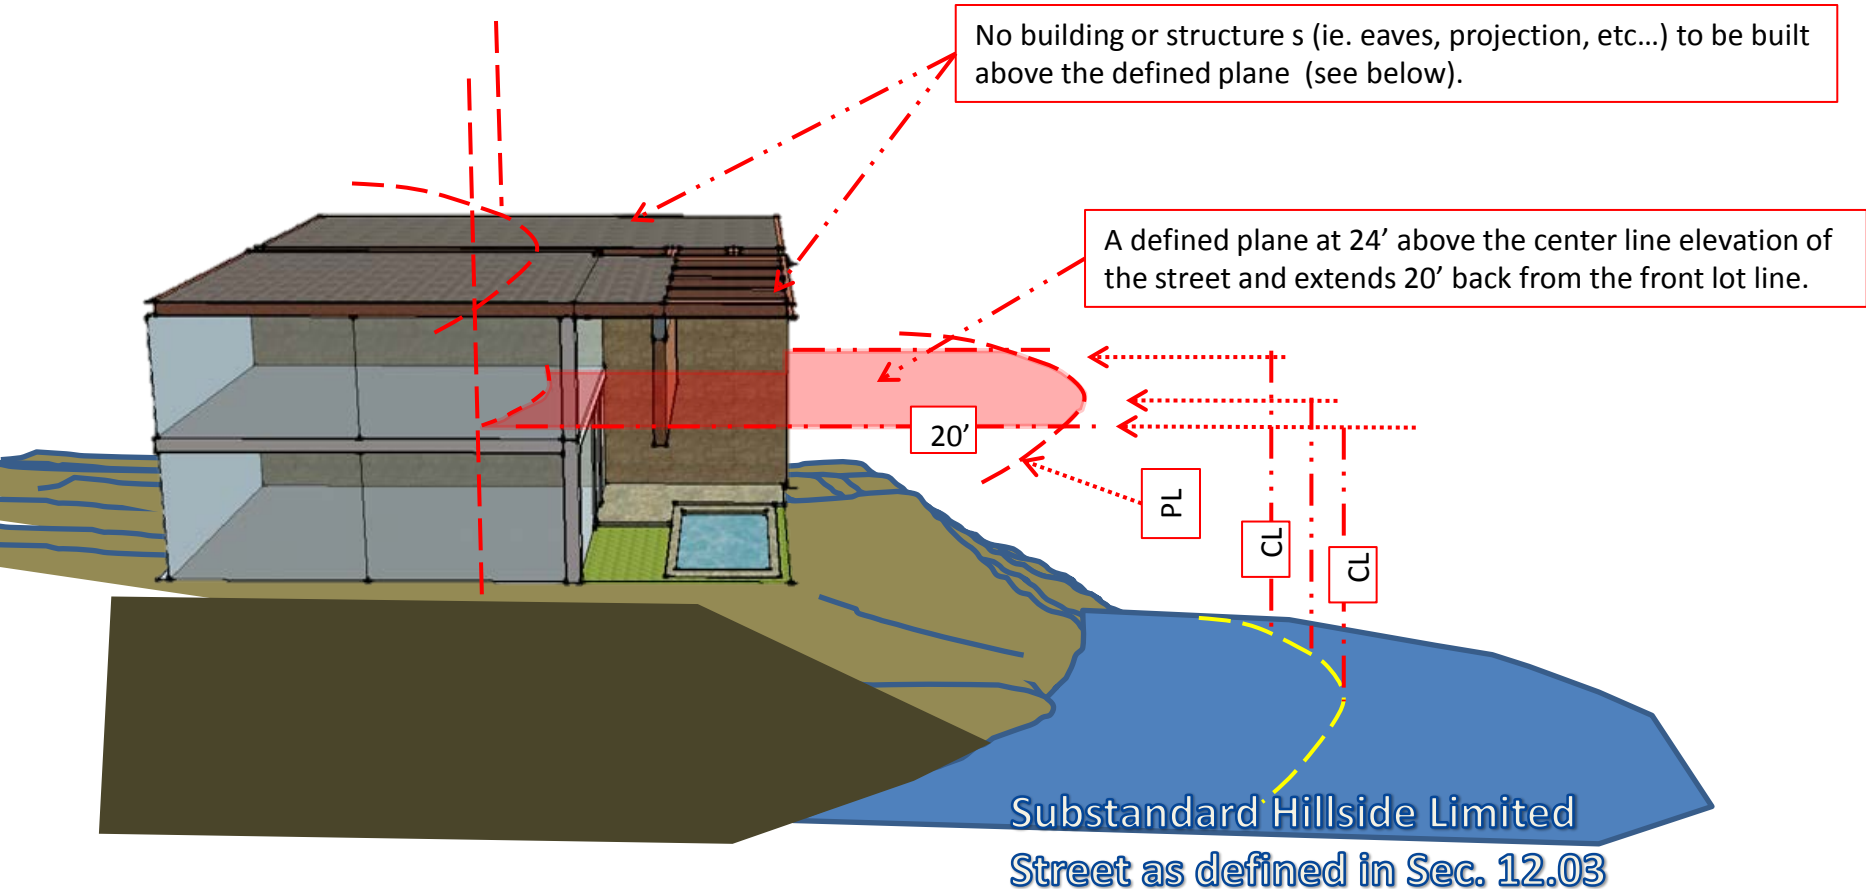 No building or structure s (ie. eaves, projection, etc…) to be built
above the defined plane (see below).
A defined plane at 24’ above the center line elevation of
the street and extends 20’ back from the front lot line.
20’
PL
CL
CL
Substandard Hillside Limited
Street as defined in Sec. 12.03